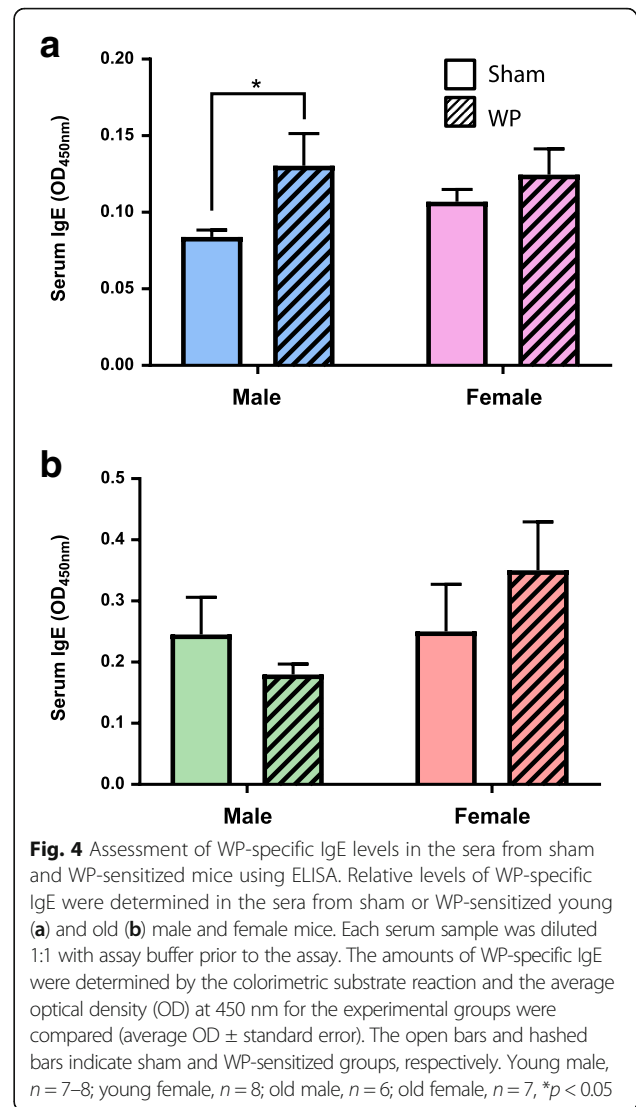 a
0.20
Sham
WP
*
0.15
0.10
0.05
0.00
Serum IgE (OD450nm)
Male Female
b
0.5
0.4
0.3
0.2
0.1
0.0
Serum IgE (OD450nm)
Male Female
Fig. 4 Assessment of WP-specific IgE levels in the sera from sham
and WP-sensitized mice using ELISA. Relative levels of WP-specific
IgE were determined in the sera from sham or WP-sensitized young
(a) and old (b) male and female mice. Each serum sample was diluted
1:1 with assay buffer prior to the assay. The amounts of WP-specific IgE
were determined by the colorimetric substrate reaction and the average
optical density (OD) at 450 nm for the experimental groups were
compared (average OD ± standard error). The open bars and hashed
bars indicate sham and WP-sensitized groups, respectively. Young male,
n = 7–8; young female, n = 8; old male, n = 6; old female, n = 7, *p < 0.05